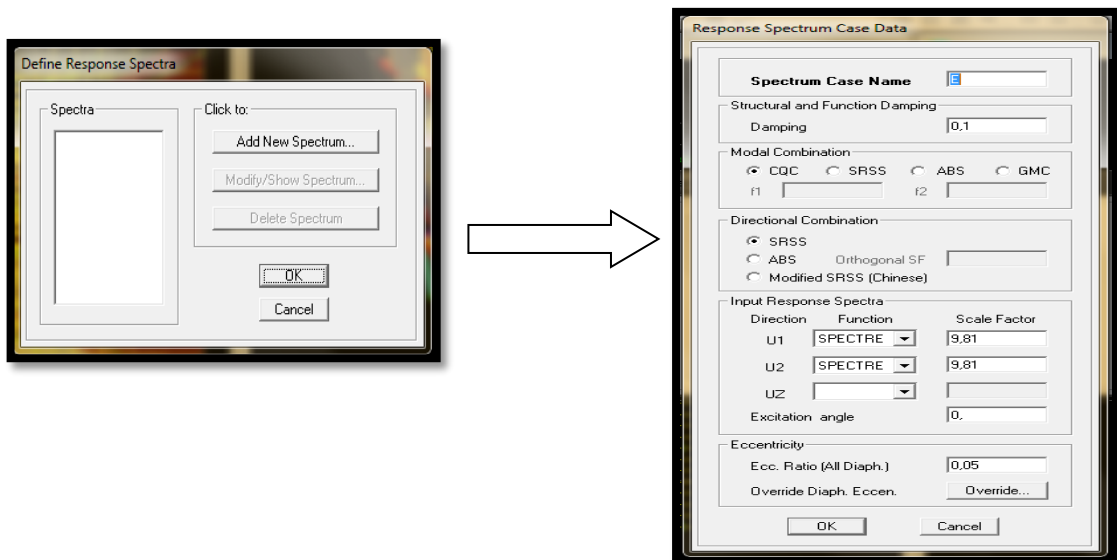 Define Response Spectra
Spectra
Click to:
Add New Spectrum...
Modify/Show Spectrum...
Delete Spectrum
OK
Cancel
Response Spectrum Case Data
Spectrum Case Name E
Structural and Function Damping
Damping 0,1
Modal Combination
CQC SRSS ABS GMC
f1 f2
Directional Combination
SRSS
ABS Orthogonal SF
Modified SRSS (Chinese)
Input Response Spectra
Direction Function Scale Factor
U1 SPECTRE 9,81
U2 SPECTRE 9,81
UZ
Excitation angle 0,
Eccentricity
Ecc. Ratio (All Diaph.) 0,05
Override Diaph. Eccen. Override...
OK Cancel